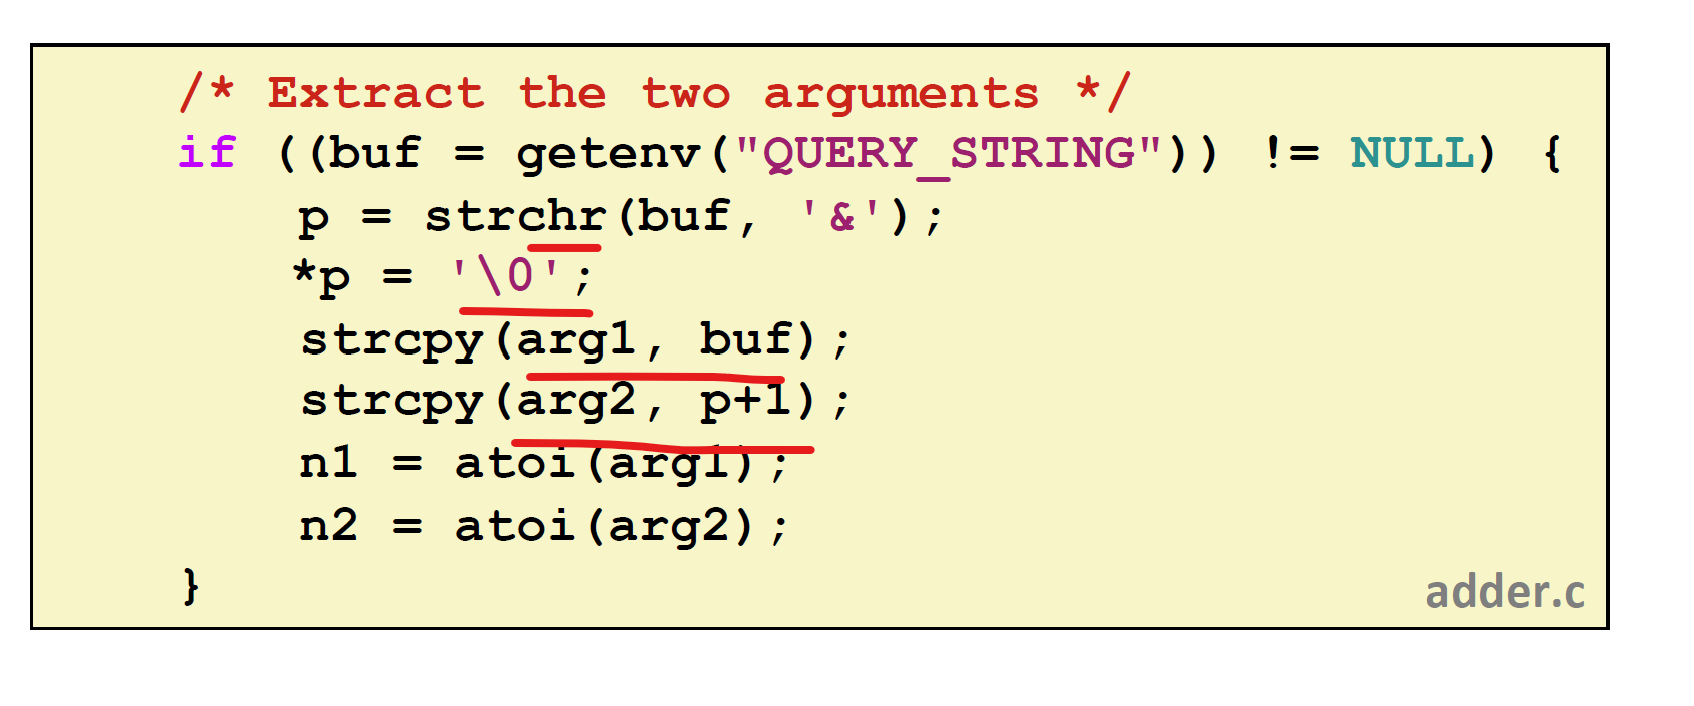 /* Extract the two arguments */
if ((buf = getenv("QUERY_STRING")) != NULL) {
p = strchr(buf, '&');
*p = '\0';
strcpy(arg1, buf);
strcpy(arg2, p+1);
n1 = atoi(arg1);
n2 = atoi(arg2);
}
adder.c